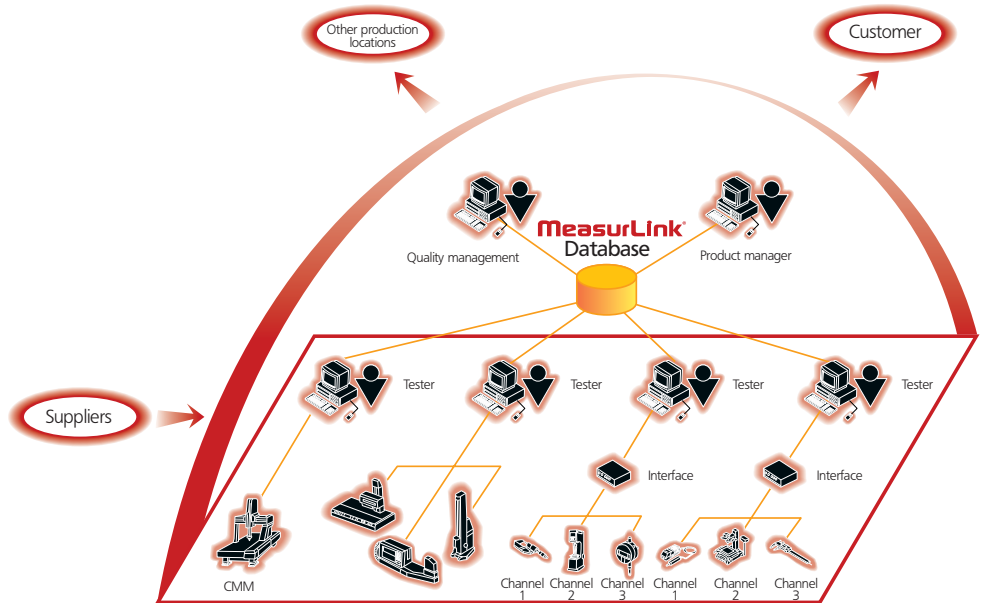 Other production
locations
Customer
MeasurLink®
Database
Quality management
Product manager
Tester
Tester
Tester
Tester
Suppliers
Interface
Interface
CMM
Channel
1
Channel
2
Channel
3
Channel
1
Channel
2
Channel
3